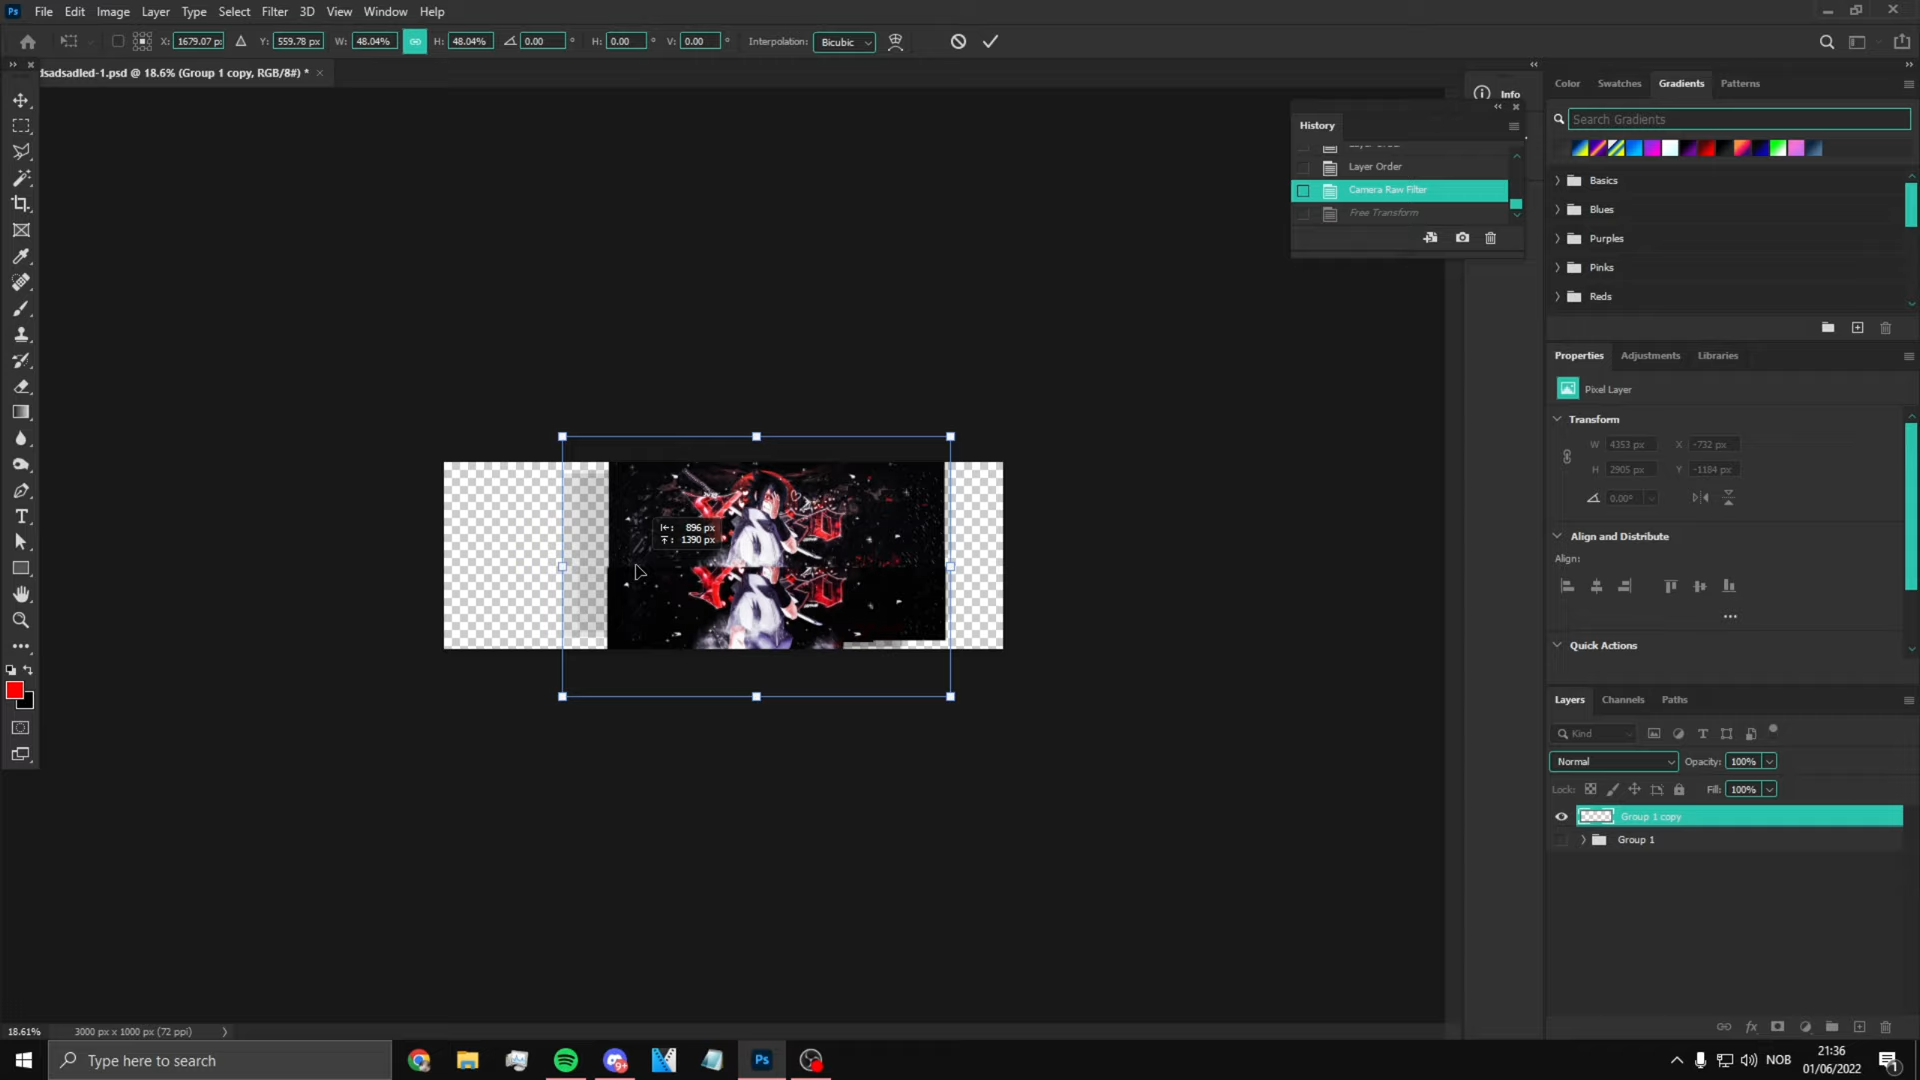 Ps File Edit Image Layer Type Select Filter 3D View Window Help
X: 1679.07 px Y: 559.78 px W: 48.04% H: 48.04% 0.00 ° H: 0.00 ° V: 0.00 ° Interpolation: Bicubic
dsadsadled-1.psd @ 18.6% (Group 1 copy, RGB/8#) * ×
Info
History
Layer Order
Layer Order
Camera Raw Filter
Free Transform
Color Swatches Gradients Patterns
Search Gradients
Basics
Blues
Purples
Pinks
Reds
Properties Adjustments Libraries
Pixel Layer
Transform
W 4353 px X -732 px
H 2905 px Y -1184 px
0.00°
Align and Distribute
Align:
Quick Actions
896 px
1390 px
Layers Channels Paths
Kind
Normal Opacity: 100%
Lock: Fill: 100%
Group 1 copy
Group 1
18.61% 3000 px x 1000 px (72 ppi)
Type here to search
9+
Ps
NOB
21:36
01/06/2022
1